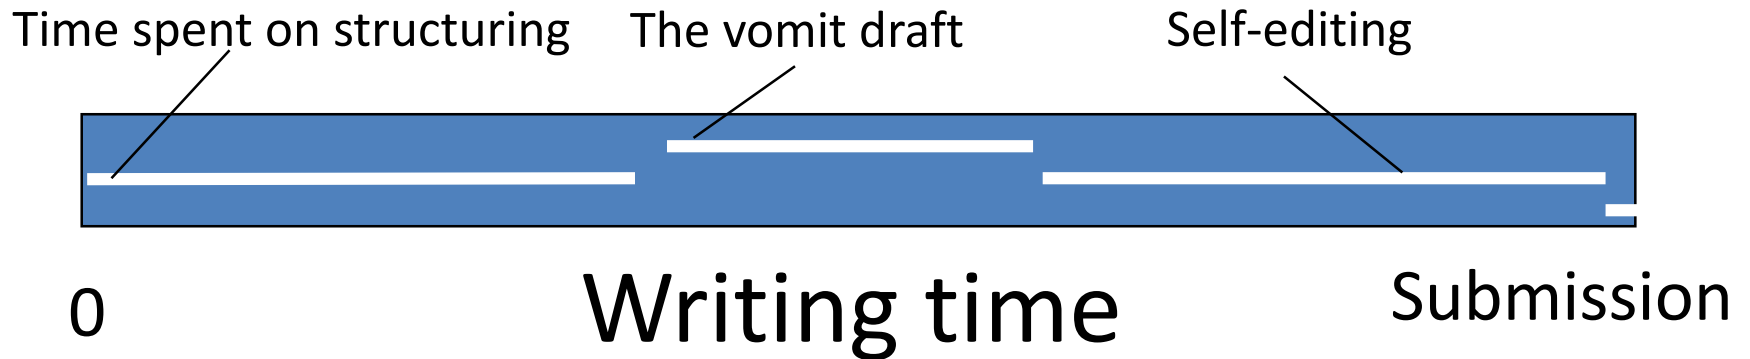 Time spent on structuring
The vomit draft
Self-editing
0
Writing time
Submission